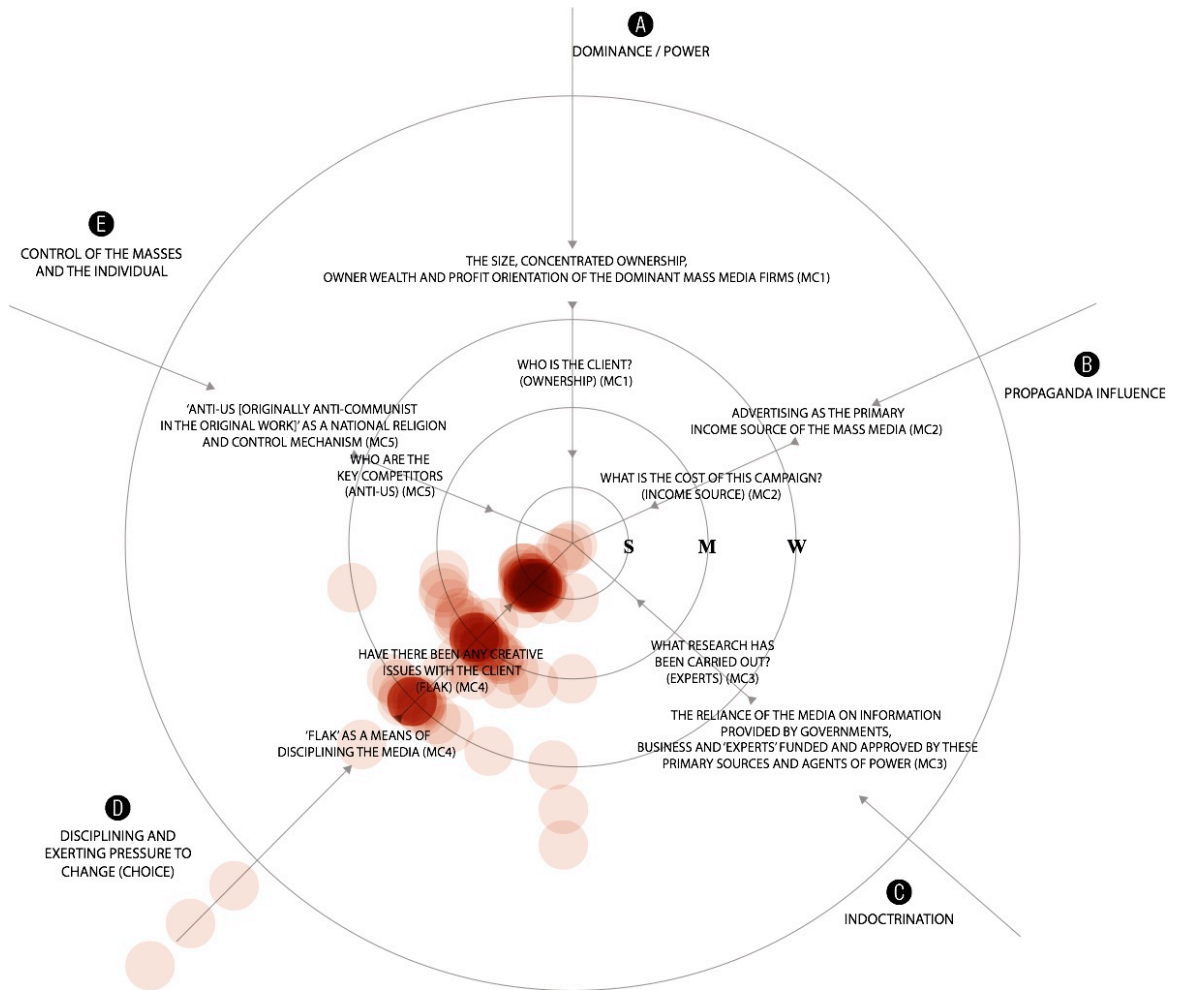 A
DOMINANCE / POWER
E
CONTROL OF THE MASSES
AND THE INDIVIDUAL
THE SIZE, CONCENTRATED OWNERSHIP,
OWNER WEALTH AND PROFIT ORIENTATION OF THE DOMINANT MASS MEDIA FIRMS (MC1)
WHO IS THE CLIENT?
(OWNERSHIP) (MC1)
B
PROPAGANDA INFLUENCE
'ANTI-US [ORIGINALLY ANTI-COMMUNIST
IN THE ORIGINAL WORK]' AS A NATIONAL RELIGION
AND CONTROL MECHANISM (MC5)
ADVERTISING AS THE PRIMARY
INCOME SOURCE OF THE MASS MEDIA (MC2)
WHO ARE THE
KEY COMPETITORS
(ANTI-US) (MC5)
WHAT IS THE COST OF THIS CAMPAIGN?
(INCOME SOURCE) (MC2)
S M W
HAVE THERE BEEN ANY CREATIVE
ISSUES WITH THE CLIENT
(FLAK) (MC4)
WHAT RESEARCH HAS
BEEN CARRIED OUT?
(EXPERTS) (MC3)
'FLAK' AS A MEANS OF
DISCIPLINING THE MEDIA (MC4)
THE RELIANCE OF THE MEDIA ON INFORMATION
PROVIDED BY GOVERNMENTS,
BUSINESS AND 'EXPERTS' FUNDED AND APPROVED BY THESE
PRIMARY SOURCES AND AGENTS OF POWER (MC3)
D
DISCIPLINING AND
EXERTING PRESSURE TO
CHANGE (CHOICE)
C
INDOCTRINATION